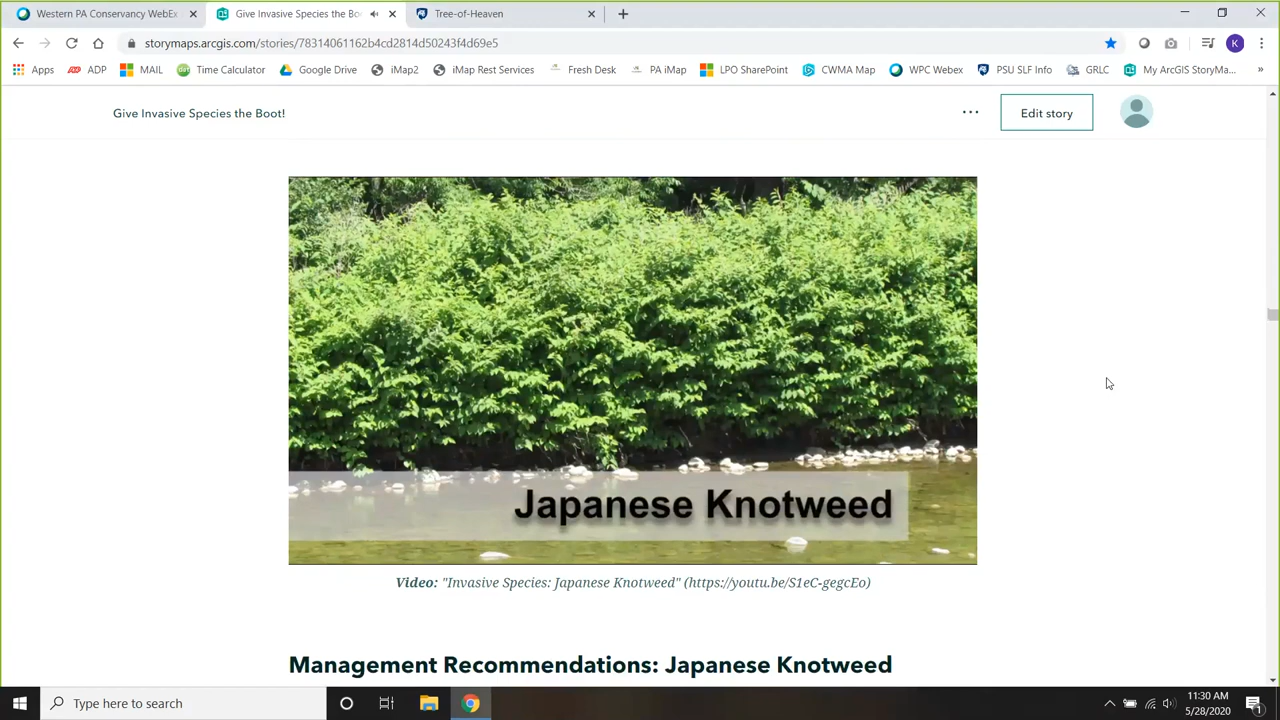 Western PA Conservancy WebEx
Give Invasive Species the Boo
Tree-of-Heaven
storymaps.arcgis.com/stories/78314061162b4cd2814d50243f4d69e5
K
Apps
ADP
MAIL
Time Calculator
Google Drive
iMap2
iMap Rest Services
Fresh Desk
PA iMap
LPO SharePoint
CWMA Map
WPC Webex
PSU SLF Info
GRLC
My ArcGIS StoryMa...
»
Give Invasive Species the Boot!
Edit story
Japanese Knotweed
Video: "Invasive Species: Japanese Knotweed" (https://youtu.be/S1eC-gegcEo)
Management Recommendations: Japanese Knotweed
Type here to search
11:30 AM
5/28/2020
1